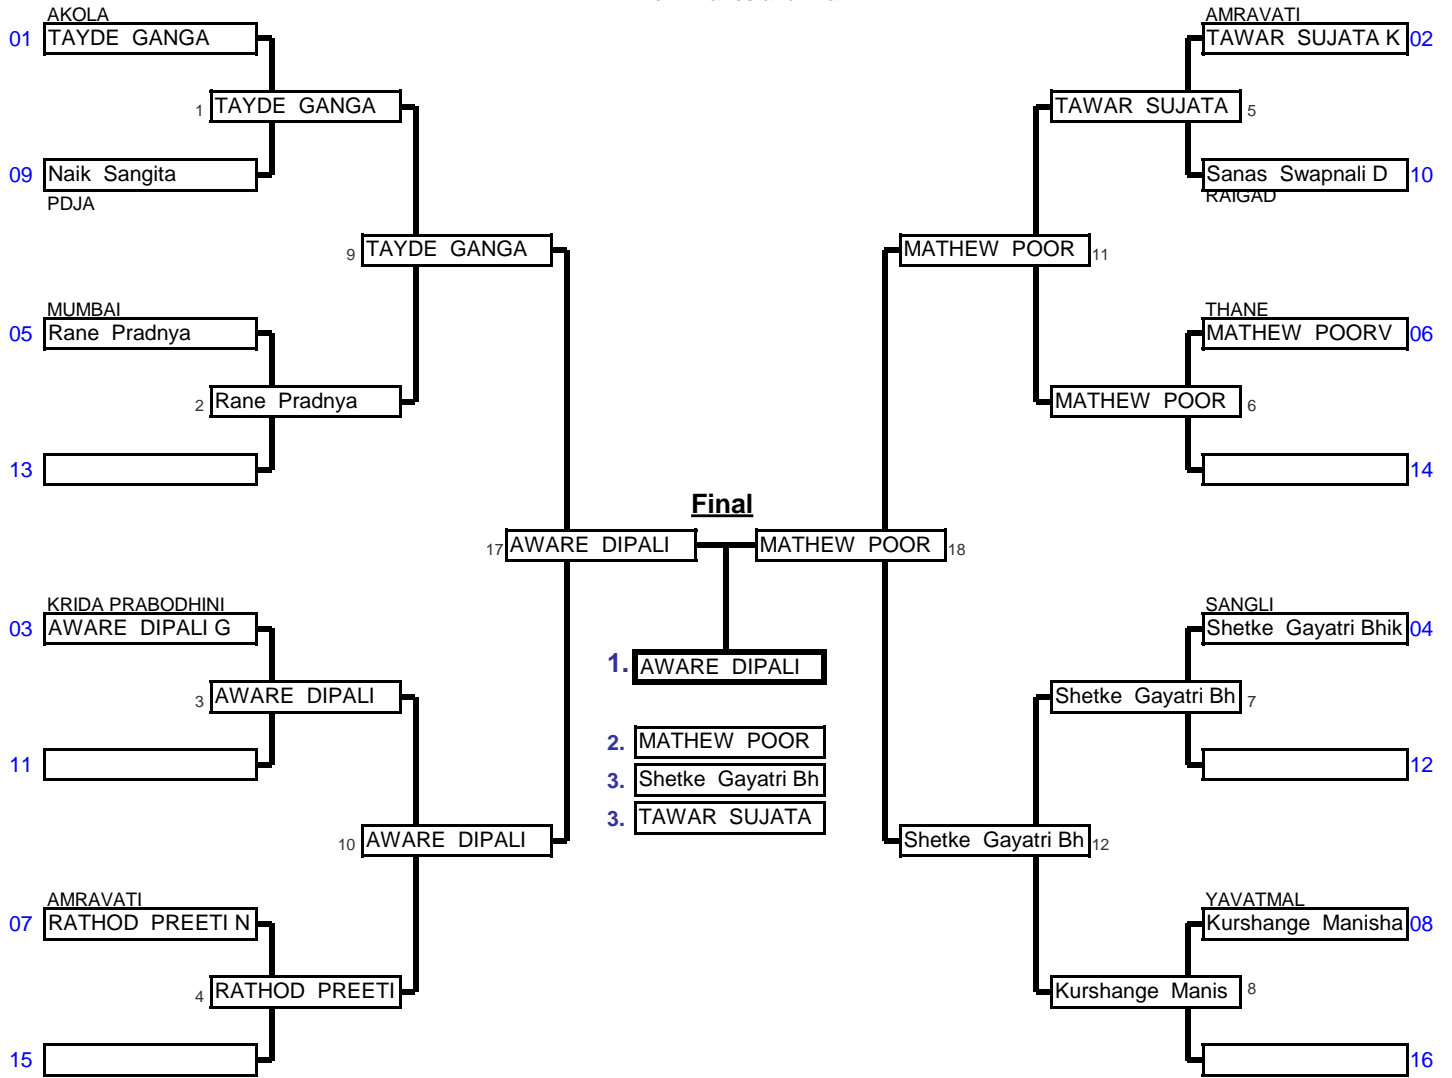 AKOLA
01 TAYDE GANGA
1 TAYDE GANGA
09 Naik Sangita
PDJA
9 TAYDE GANGA
MUMBAI
05 Rane Pradnya
2 Rane Pradnya
13
17 AWARE DIPALI
KRIDA PRABODHINI
03 AWARE DIPALI G
3 AWARE DIPALI
11
10 AWARE DIPALI
AMRAVATI
07 RATHOD PREETI N
4 RATHOD PREETI
15
Final
1. AWARE DIPALI
2. MATHEW POOR
3. Shetke Gayatri Bh
3. TAWAR SUJATA
AMRAVATI
TAWAR SUJATA K 02
TAWAR SUJATA 5
Sanas Swapnali D 10
RAIGAD
MATHEW POOR 11
THANE
MATHEW POORV 06
MATHEW POOR 6
14
MATHEW POOR 18
SANGLI
Shetke Gayatri Bhik 04
Shetke Gayatri Bh 7
12
Shetke Gayatri Bh 12
YAVATMAL
Kurshange Manisha 08
Kurshange Manis 8
16